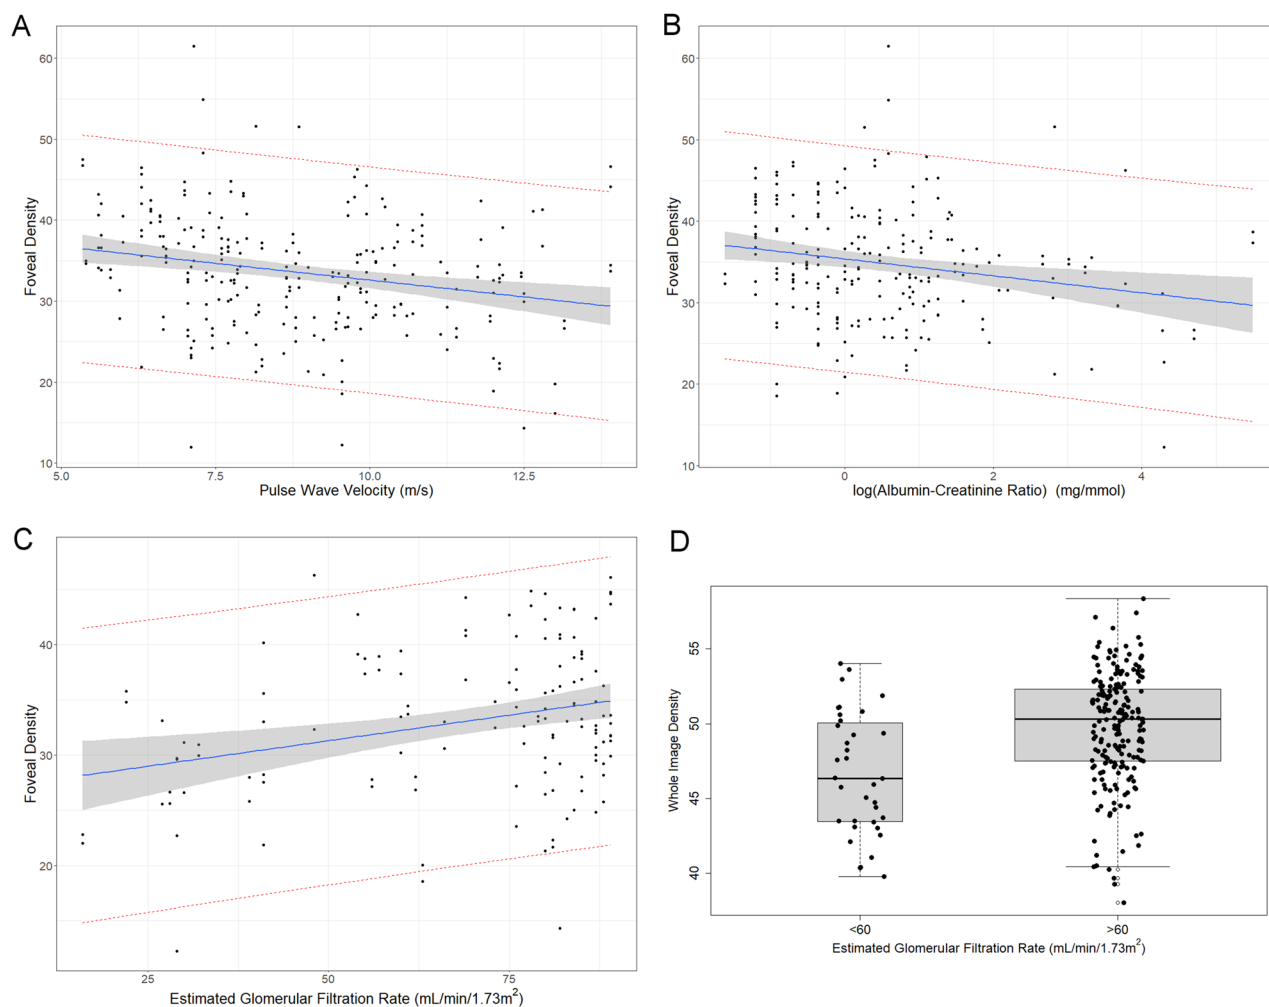 A
60
50
40
30
20
10
Foveal Density
5.0 7.5 10.0 12.5
Pulse Wave Velocity (m/s)
B
60
50
40
30
20
10
Foveal Density
0 2 4
log(Albumin-Creatinine Ratio) (mg/mmol)
C
40
30
20
Foveal Density
25 50 75
Estimated Glomerular Filtration Rate (mL/min/1.73m²)
D
55
50
45
40
Whole Image Density
<60 >60
Estimated Glomerular Filtration Rate (mL/min/1.73m²)